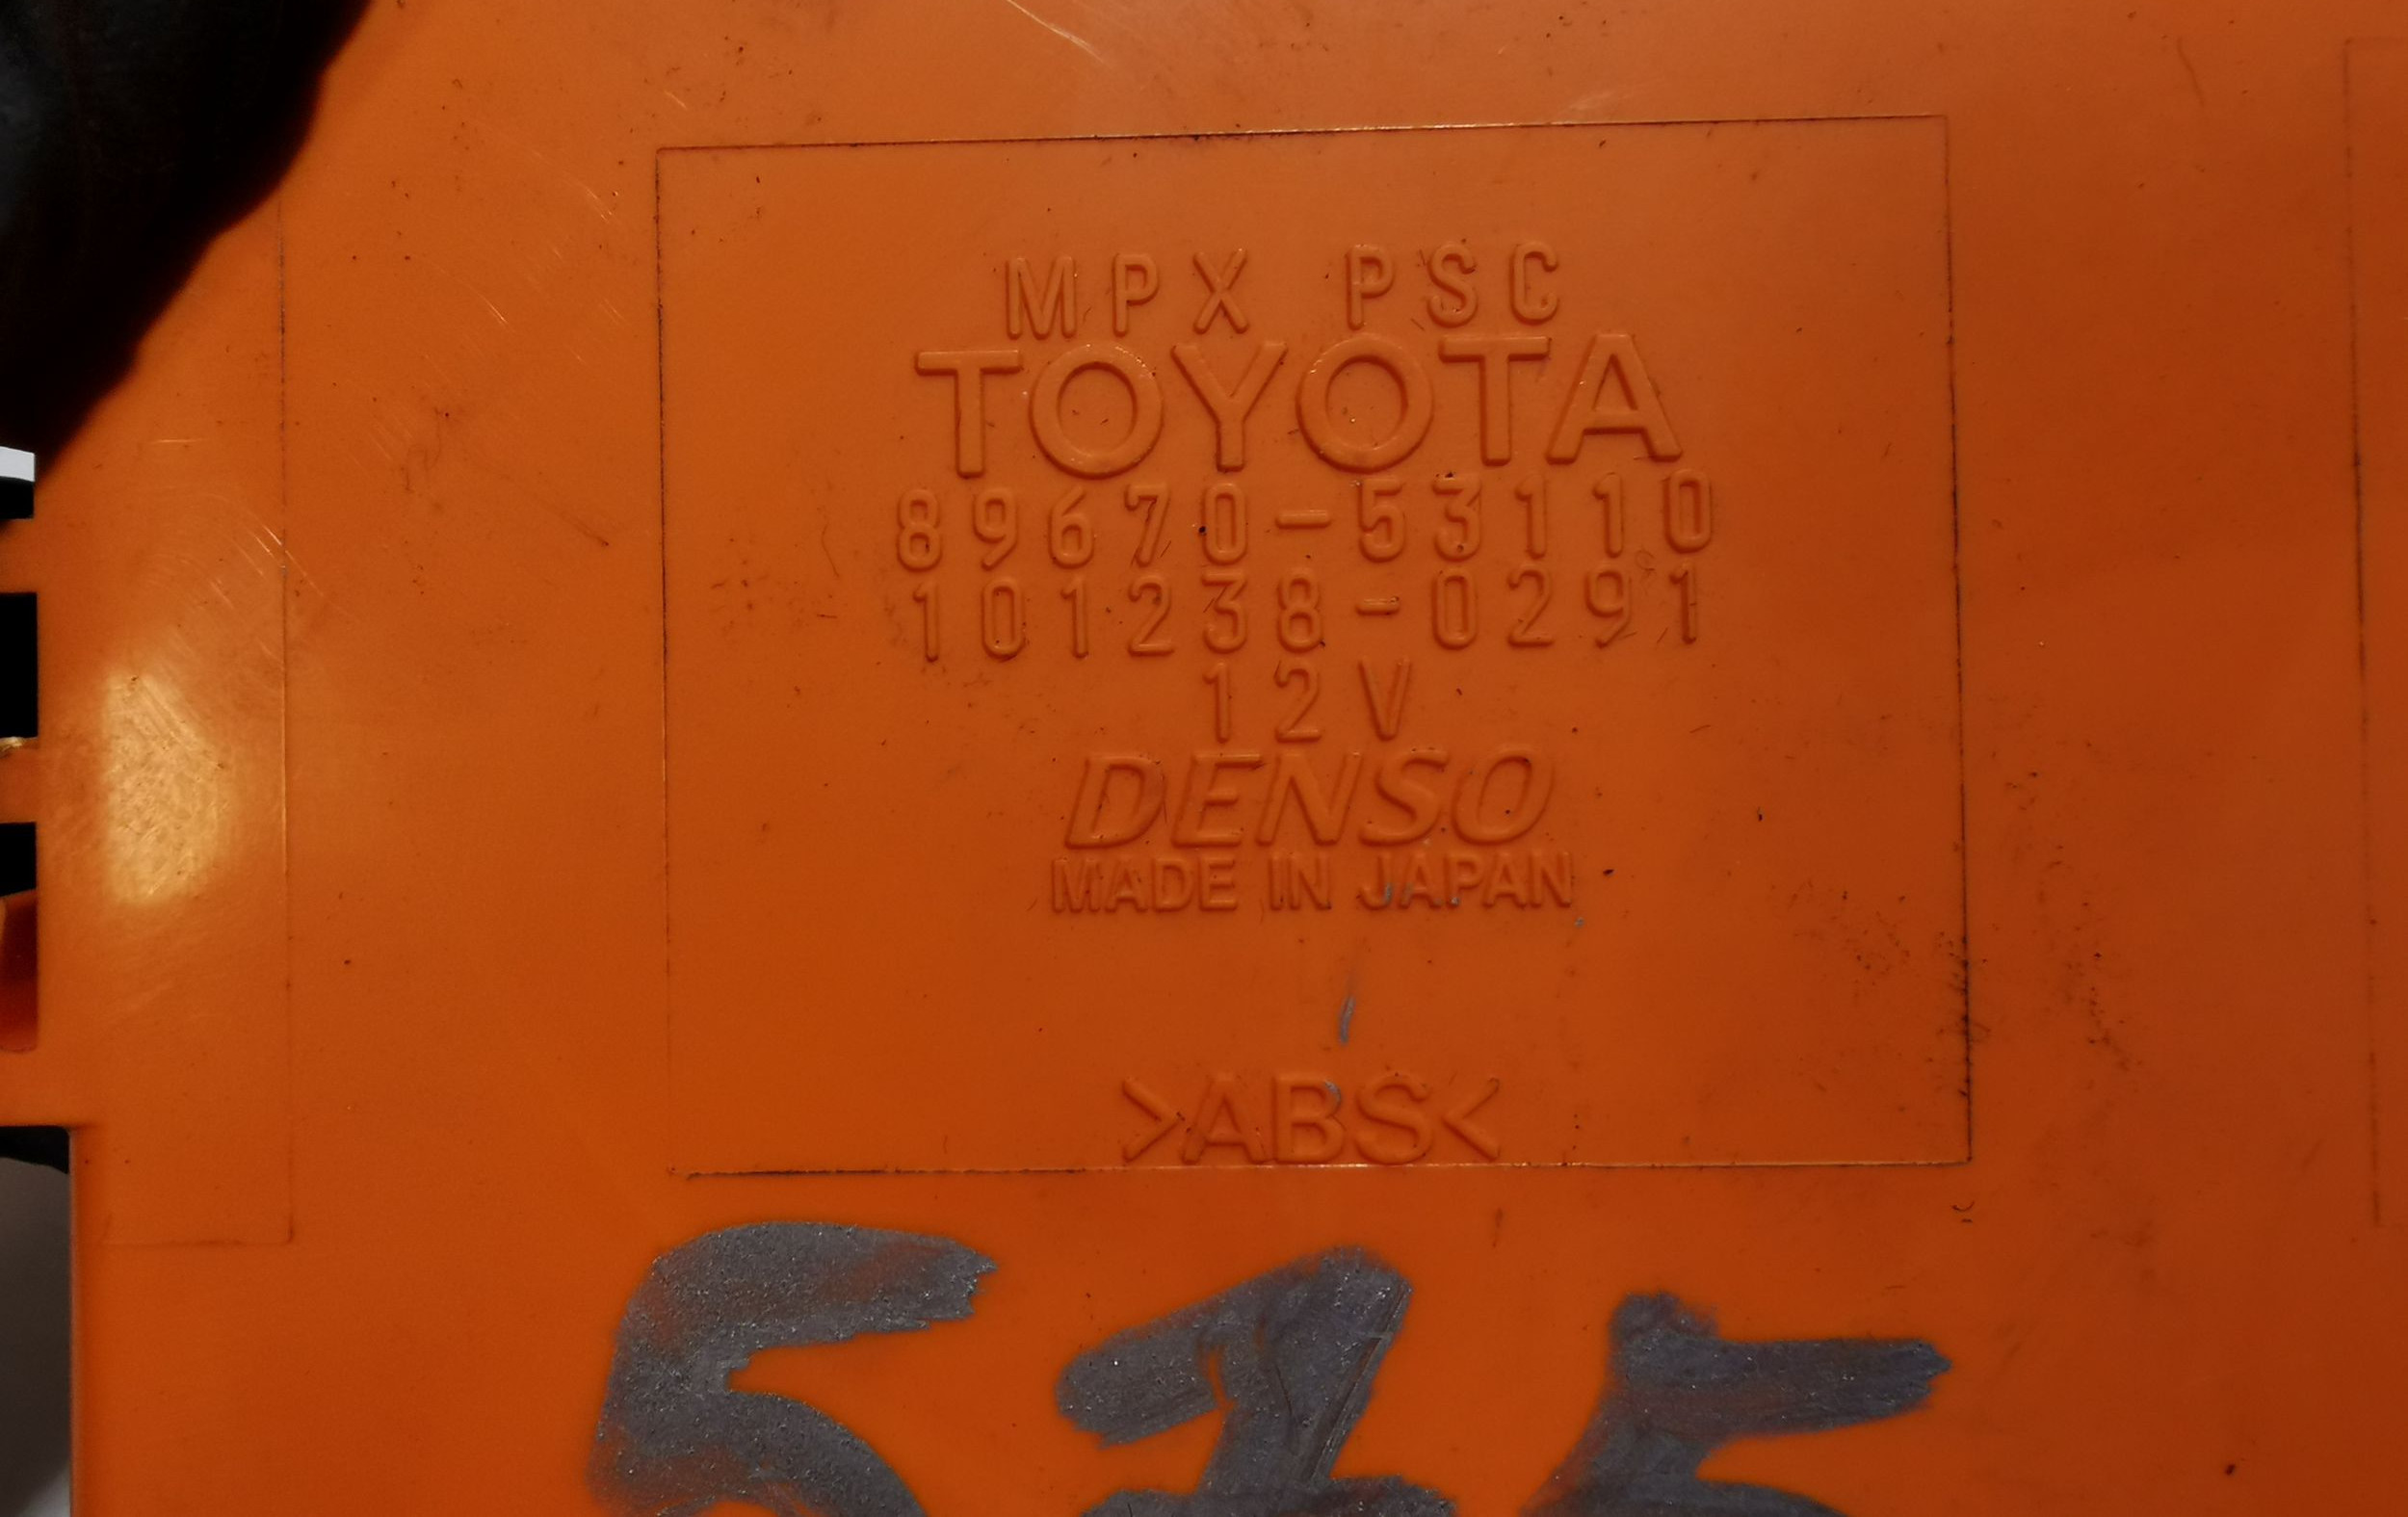 MPX PSC
TOYOTA
89670-53110
101238-0291
12V
DENSO
MADE IN JAPAN
>ABS<